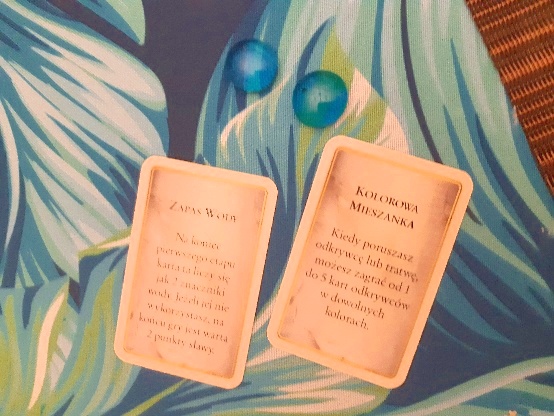 Zapas Wody
Na koniec
pierwszego etapu
karta ta liczy się
jak 2 znaczniki
wody. Jeżeli jej nie
wykorzystasz, na
koniec gry jest warta
2 punkty sławy.
Kolorowa
Mieszanka
Kiedy poruszasz
odkrywcę lub tratwę,
możesz zagrać od 1
do 3 kart odkrywców
w dowolnych
kolorach.